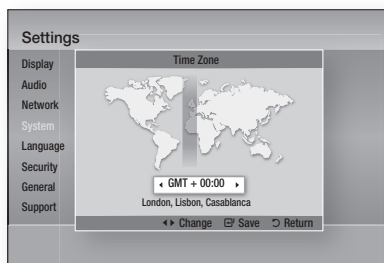 Settings
Display
Audio
Network
System
Language
Security
General
Support
Time Zone
◂ GMT + 00:00 ▸
London, Lisbon, Casablanca
◂▸ Change Save Return